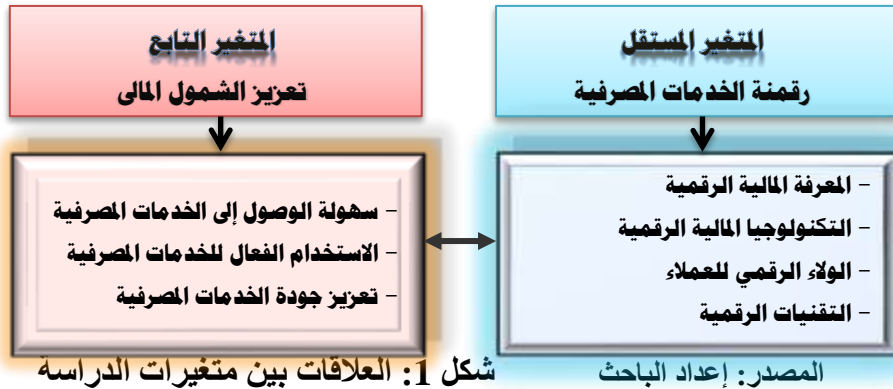 المتغير المستقل
رقمنة الخدمات المصرفية
المتغير التابع
تعزيز الشمول المالى
- المعرفة المالية الرقمية
- التكنولوجيا المالية الرقمية
- الولاء الرقمي للعملاء
- التقنيات الرقمية
- سهولة الوصول إلى الخدمات المصرفية
- الاستخدام الفعال للخدمات المصرفية
- تعزيز جودة الخدمات المصرفية
المصدر: إعداد الباحث
شكل 1: العلاقات بين متغيرات الدراسة